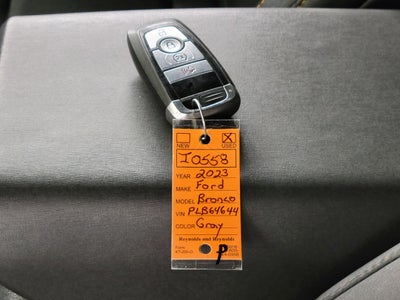 X
NEW USED
I0558
YEAR 2023
MAKE Ford
MODEL Bronco
VIN PLB64644
COLOR Gray
Reynolds and Reynolds
P